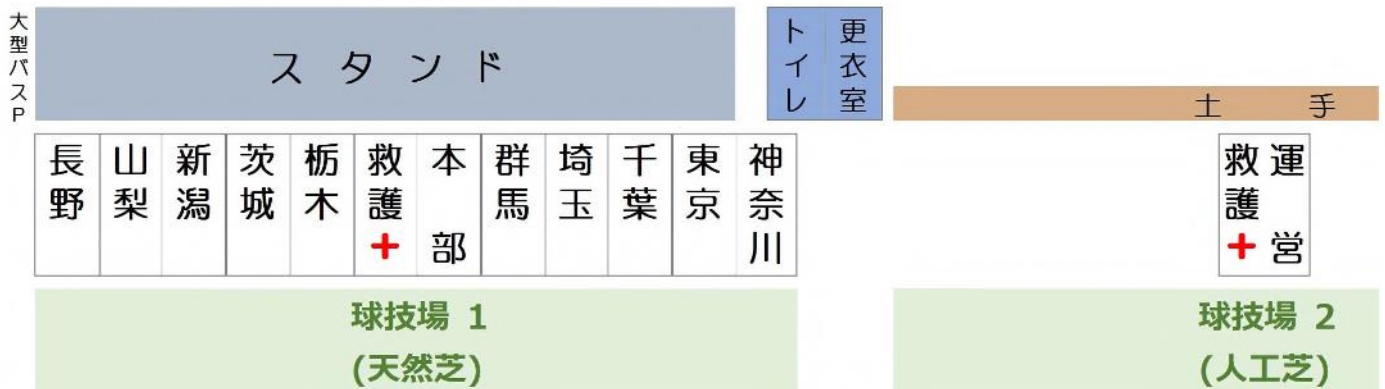 大型バスP
スタンド
トイレ
更衣室
土手
長野
山梨
新潟
茨城
栃木
救護+
本部
群馬
埼玉
千葉
東京
神奈川
救護+
運営
球技場 1
(天然芝)
球技場 2
(人工芝)